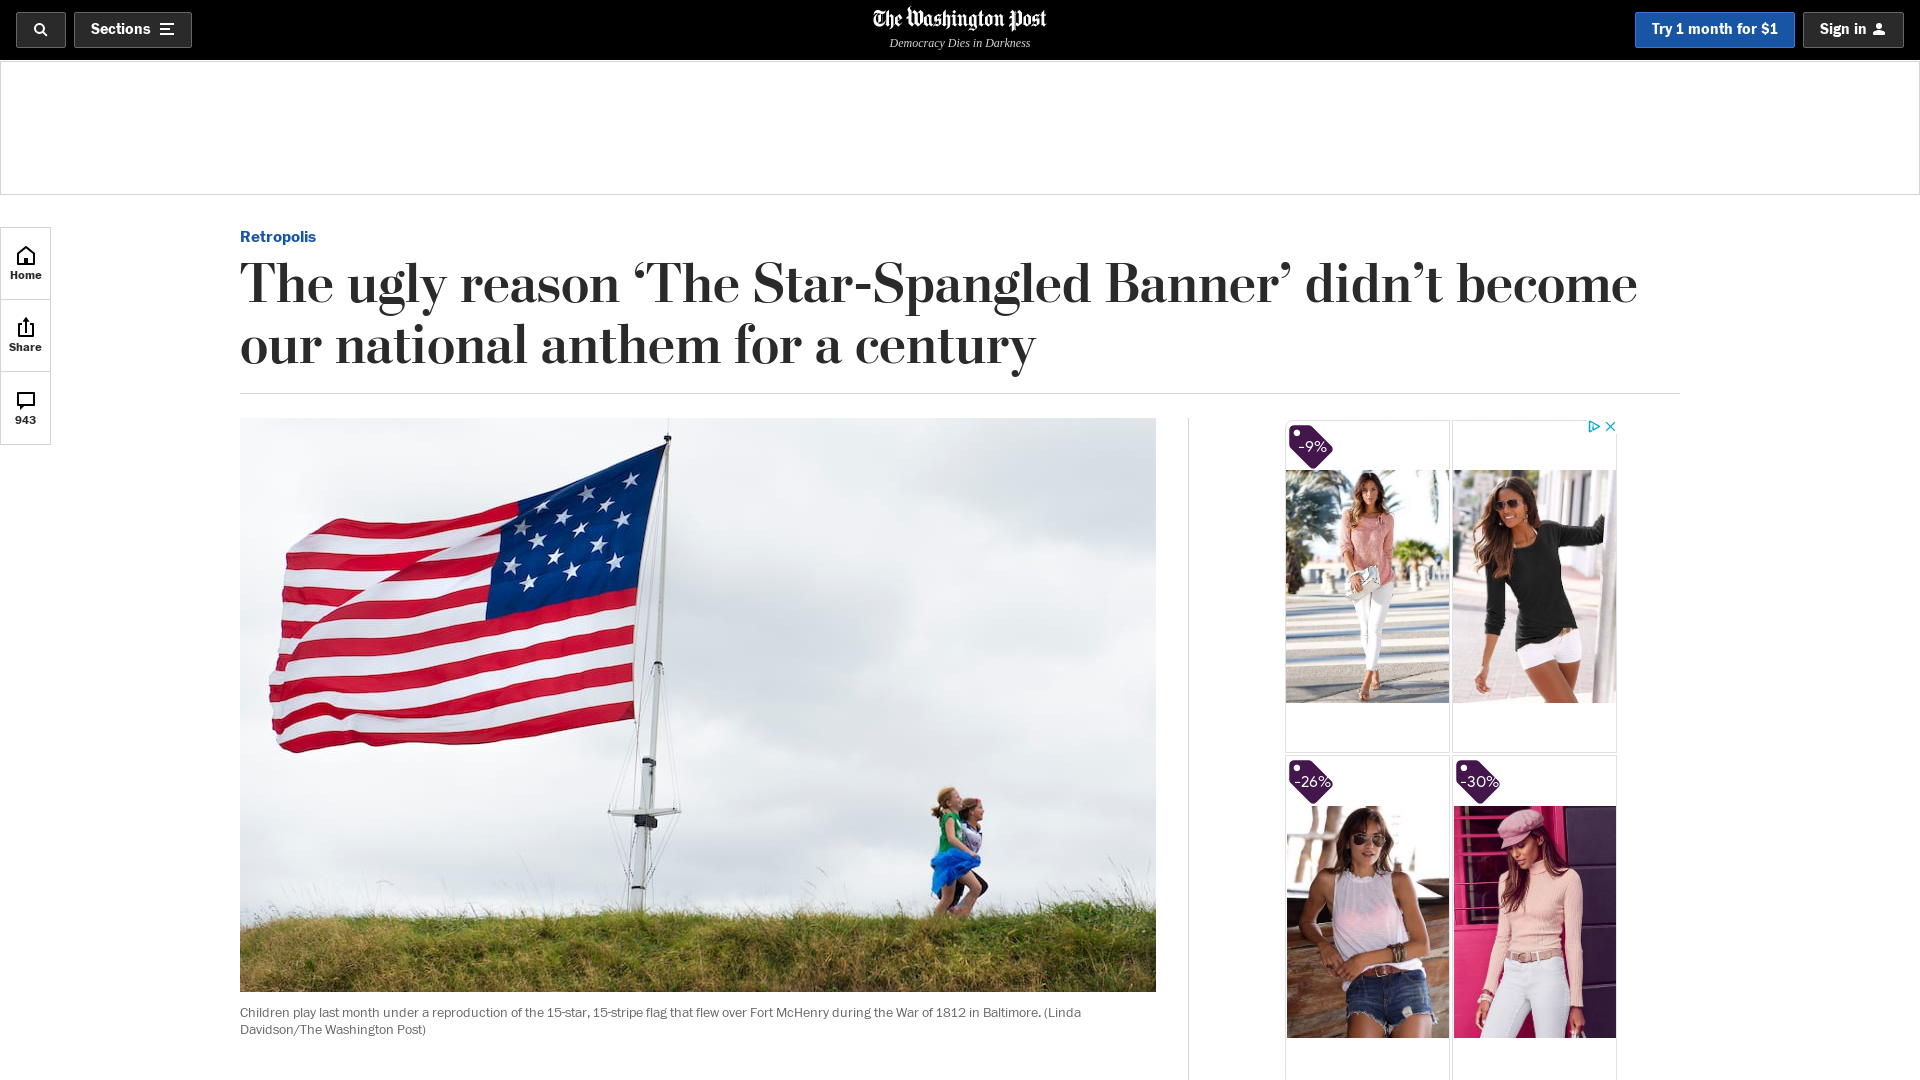 Sections
The Washington Post
Democracy Dies in Darkness
Try 1 month for $1
Sign in
Home
Share
943
Retropolis
The ugly reason ‘The Star-Spangled Banner’ didn’t become
our national anthem for a century
Children play last month under a reproduction of the 15-star, 15-stripe flag that flew over Fort McHenry during the War of 1812 in Baltimore. (Linda
Davidson/The Washington Post)
-9%
-26%
-30%